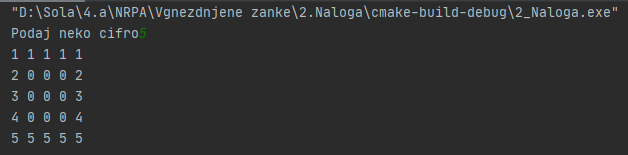 "D:\Sola\4.a\NRPA\Vgnezdnjene zanke\2.Naloga\cmake-build-debug\2_Naloga.exe"
Podaj neko cifro5
1 1 1 1 1
2 0 0 0 2
3 0 0 0 3
4 0 0 0 4
5 5 5 5 5